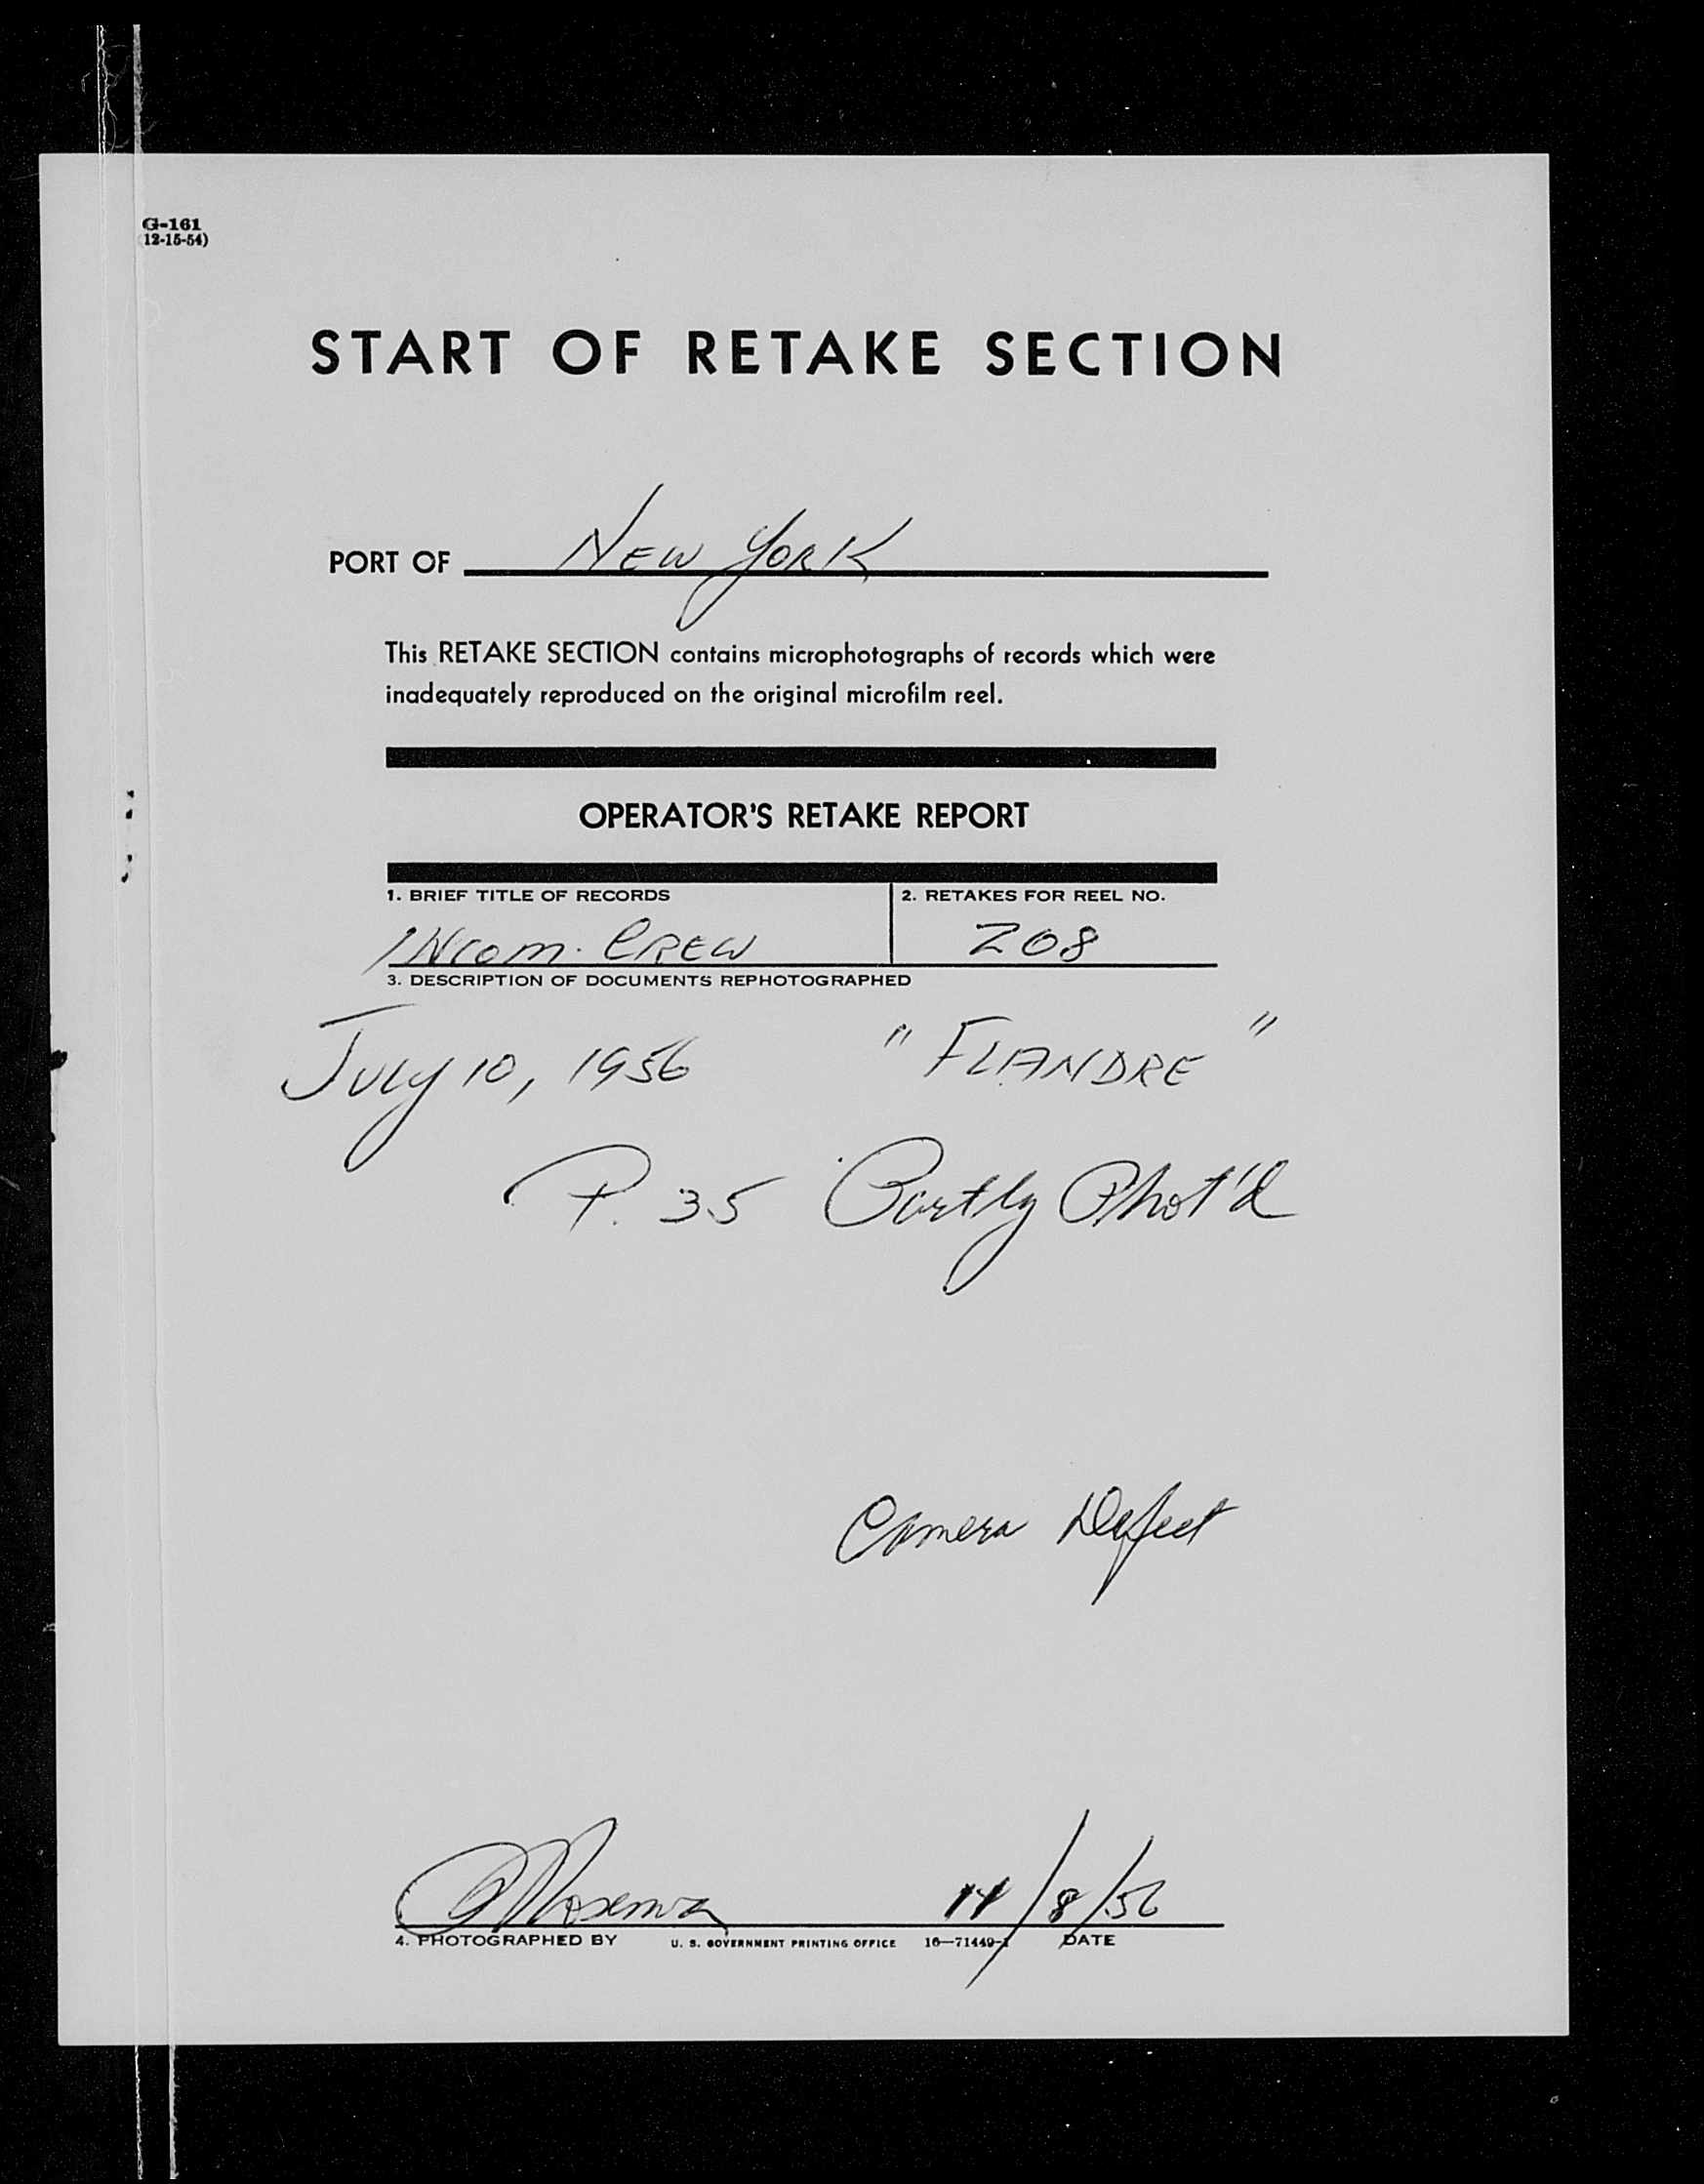 G-161
(12-15-54)
START OF RETAKE SECTION
PORT OF NEW YORK
This RETAKE SECTION contains microphotographs of records which were
inadequately reproduced on the original microfilm reel.
OPERATOR'S RETAKE REPORT
1. BRIEF TITLE OF RECORDS 2. RETAKES FOR REEL NO.
INCOM. CREW 208
3. DESCRIPTION OF DOCUMENTS REPHOTOGRAPHED
JULY 10, 1956 "FLANDRE"
P. 35 Partly Phot'd
Camera Defect
/8/56
4. PHOTOGRAPHED BY U. S. GOVERNMENT PRINTING OFFICE 16—71449-1 DATE